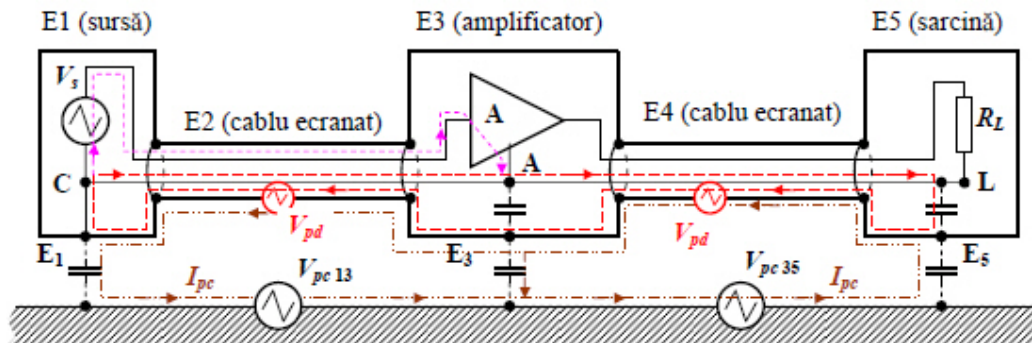 E1 (sursă) E3 (amplificator) E5 (sarcină)
Vs
E2 (cablu ecranat) A E4 (cablu ecranat) RL
C A L
Vpd Vpd
E1 E3 E5
Ipc Vpc 13 Vpc 35 Ipc